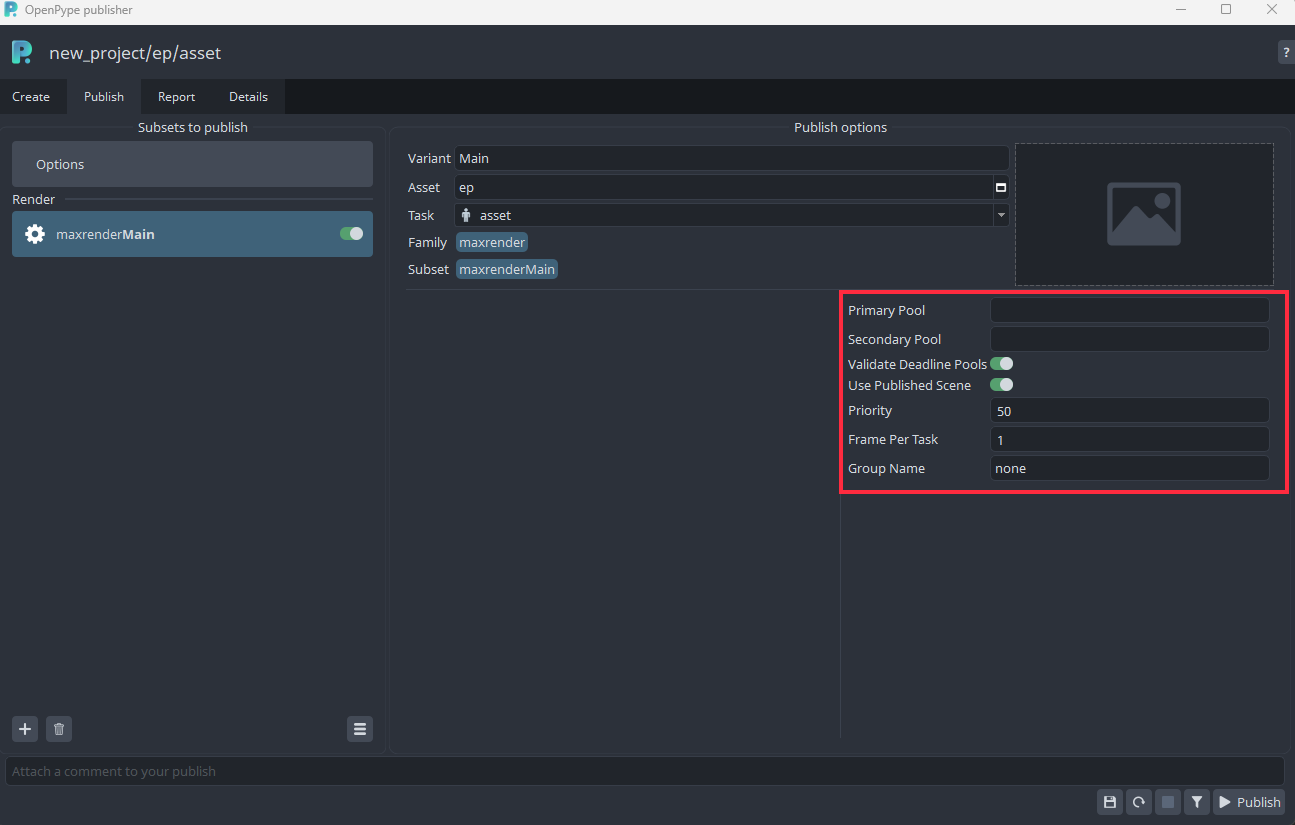 OpenPype publisher
new_project/ep/asset
?
Create Publish Report Details
Subsets to publish
Options
Render
maxrenderMain
Publish options
Variant Main
Asset ep
Task asset
Family maxrender
Subset maxrenderMain
Primary Pool
Secondary Pool
Validate Deadline Pools
Use Published Scene
Priority 50
Frame Per Task 1
Group Name none
Attach a comment to your publish
Publish